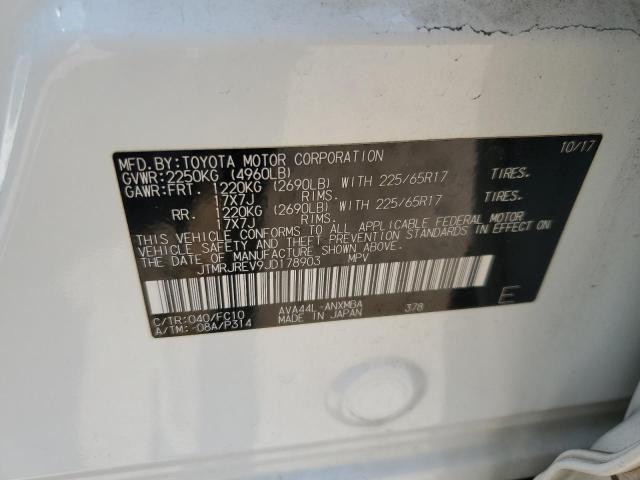 MFD.BY:TOYOTA MOTOR CORPORATION 10/17
GVWR:2250KG (4960LB)
GAWR:FRT. 1220KG (2690LB) WITH 225/65R17 TIRES.
17X7J RIMS.
RR. 1220KG (2690LB) WITH 225/65R17 TIRES.
17X7J RIMS.
THIS VEHICLE CONFORMS TO ALL APPLICABLE FEDERAL MOTOR
VEHICLE SAFETY AND THEFT PREVENTION STANDARDS IN EFFECT ON
THE DATE OF MANUFACTURE SHOWN ABOVE.
JTMRJREV9JD178903 MPV
C/TR:040/FC10 AVA44L-ANXMBA 378 E
A/TM:-08A/P314 MADE IN JAPAN